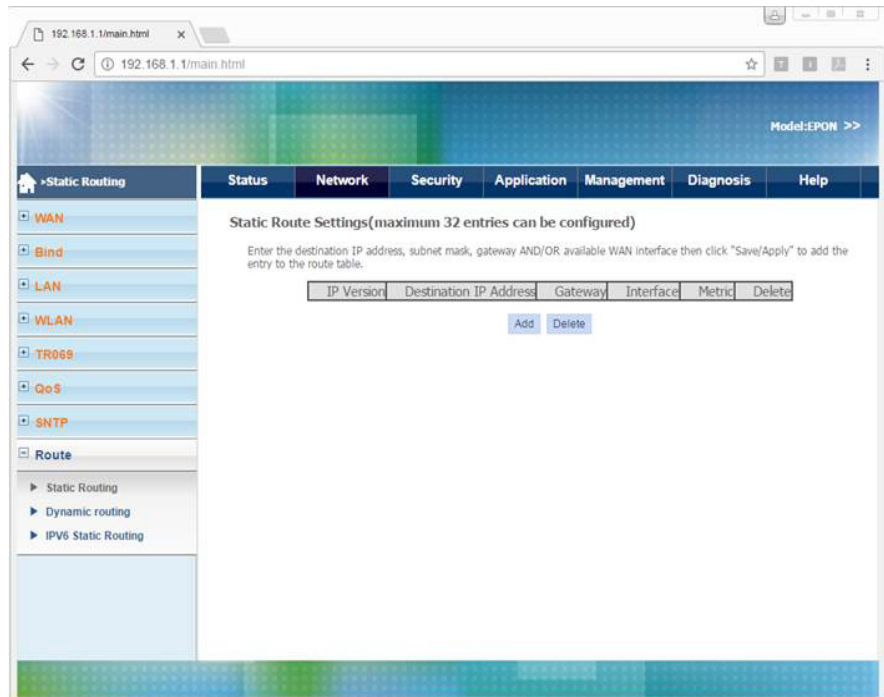 192.168.1.1/main.html
192.168.1.1/main.html
Model:EPON >>
Static Routing
Status Network Security Application Management Diagnosis Help
WAN
Bind
LAN
WLAN
TR069
QoS
SNTP
Route
Static Routing
Dynamic routing
IPV6 Static Routing
Static Route Settings(maximum 32 entries can be configured)
Enter the destination IP address, subnet mask, gateway AND/OR available WAN interface then click "Save/Apply" to add the
entry to the route table.
IP Version Destination IP Address Gateway Interface Metric Delete
Add Delete